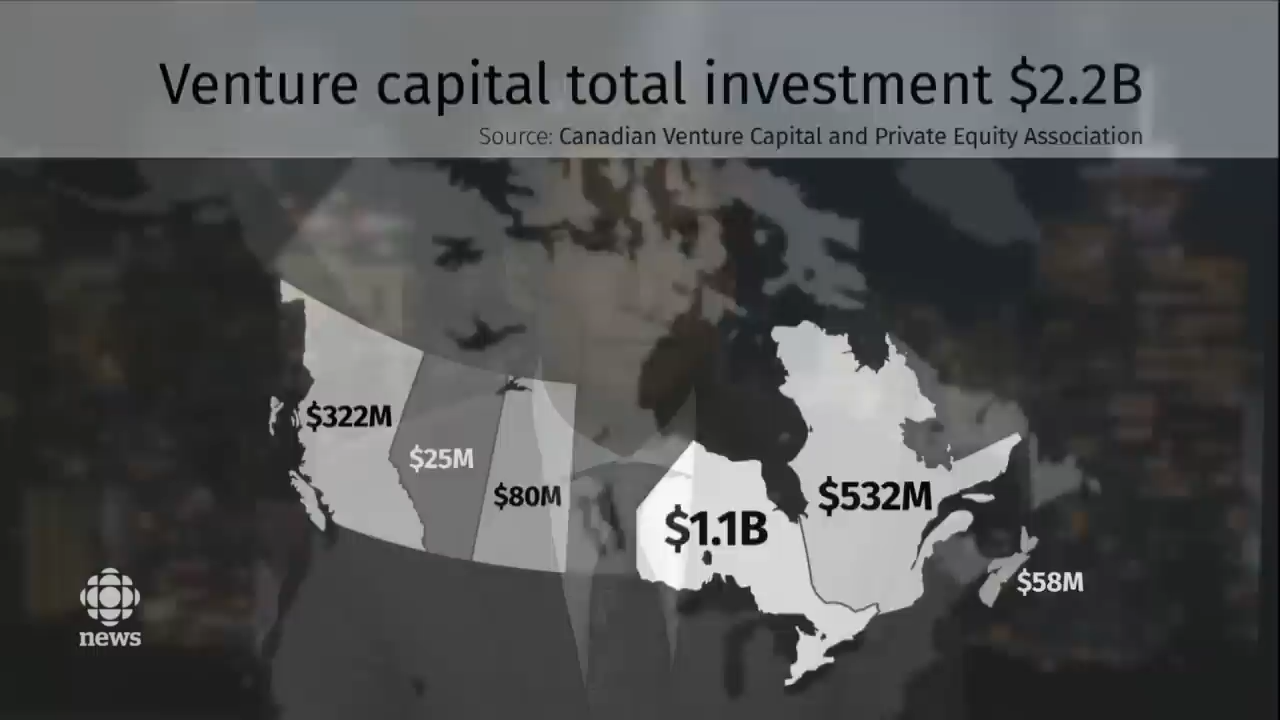 Venture capital total investment $2.2B
Source: Canadian Venture Capital and Private Equity Association
$322M
$25M
$80M
$1.1B
$532M
$58M
news